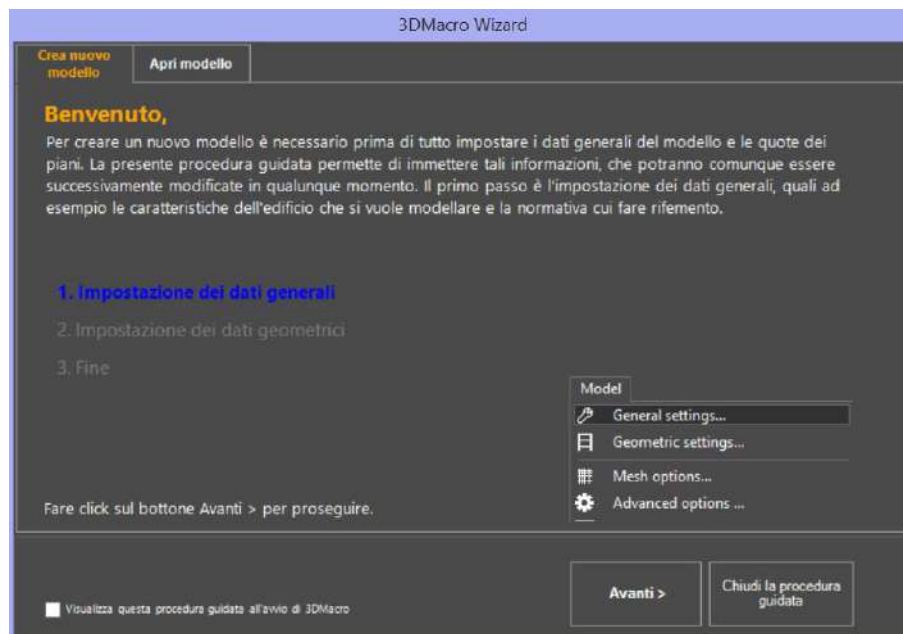 3DMacro Wizard
Crea nuovo
modello
Apri modello
Benvenuto,
Per creare un nuovo modello è necessario prima di tutto impostare i dati generali del modello e le quote dei
piani. La presente procedura guidata permette di immettere tali informazioni, che potranno comunque essere
successivamente modificate in qualunque momento. Il primo passo è l'impostazione dei dati generali, quali ad
esempio le caratteristiche dell'edificio che si vuole modellare e la normativa cui fare rifemento.
1. Impostazione dei dati generali
2. Impostazione dei dati geometrici
3. Fine
Model
General settings...
Geometric settings...
Mesh options...
Advanced options ...
Fare click sul bottone Avanti > per proseguire.
Visualizza questa procedura guidata all'avvio di 3DMacro
Avanti >
Chiudi la procedura
guidata